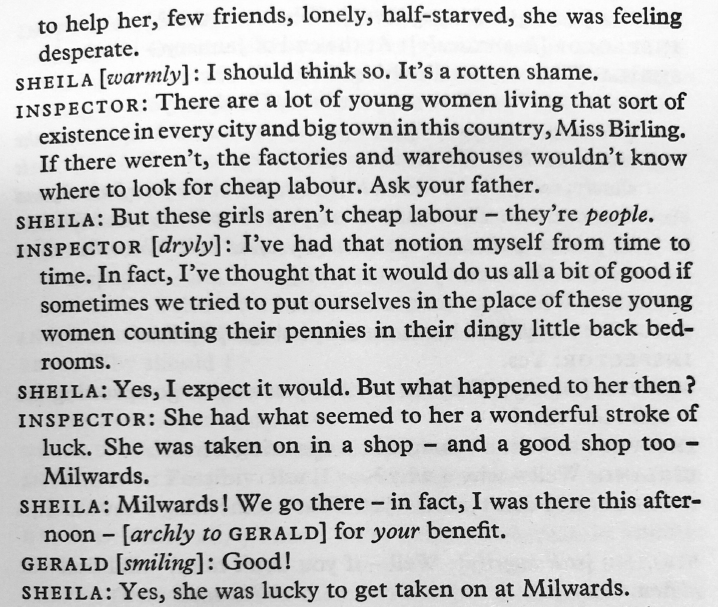 to help her, few friends, lonely, half-starved, she was feeling
desperate.
SHEILA [warmly]: I should think so. It's a rotten shame.
INSPECTOR: There are a lot of young women living that sort of
existence in every city and big town in this country, Miss Birling.
If there weren't, the factories and warehouses wouldn't know
where to look for cheap labour. Ask your father.
SHEILA: But these girls aren't cheap labour – they're people.
INSPECTOR [dryly]: I've had that notion myself from time to
time. In fact, I've thought that it would do us all a bit of good if
sometimes we tried to put ourselves in the place of these young
women counting their pennies in their dingy little back bed-
rooms.
SHEILA: Yes, I expect it would. But what happened to her then?
INSPECTOR: She had what seemed to her a wonderful stroke of
luck. She was taken on in a shop – and a good shop too –
Milwards.
SHEILA: Milwards! We go there – in fact, I was there this after-
noon – [archly to GERALD] for your benefit.
GERALD [smiling]: Good!
SHEILA: Yes, she was lucky to get taken on at Milwards.